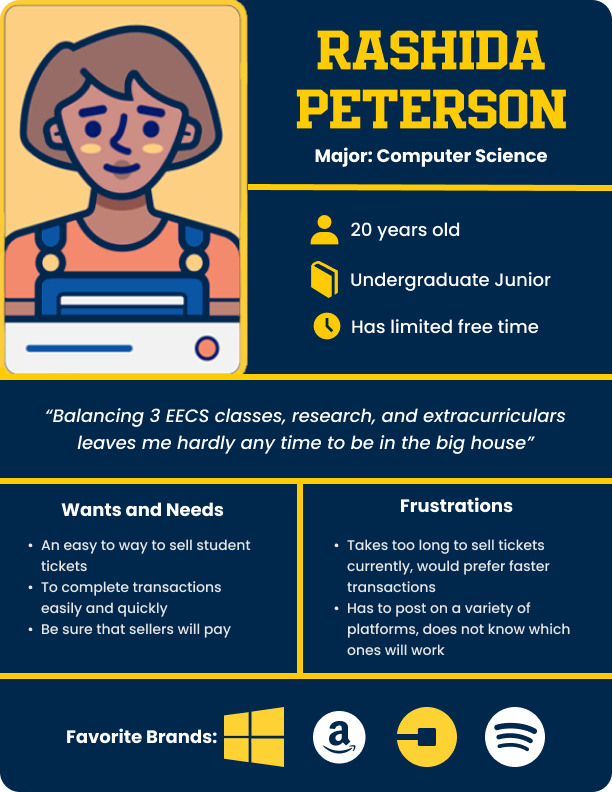 RASHIDA
PETERSON
Major: Computer Science
20 years old
Undergraduate Junior
Has limited free time
“Balancing 3 EECS classes, research, and extracurriculars
leaves me hardly any time to be in the big house”
Wants and Needs
• An easy to way to sell student
tickets
• To complete transactions
easily and quickly
• Be sure that sellers will pay
Frustrations
• Takes too long to sell tickets
currently, would prefer faster
transactions
• Has to post on a variety of
platforms, does not know which
ones will work
Favorite Brands:
a